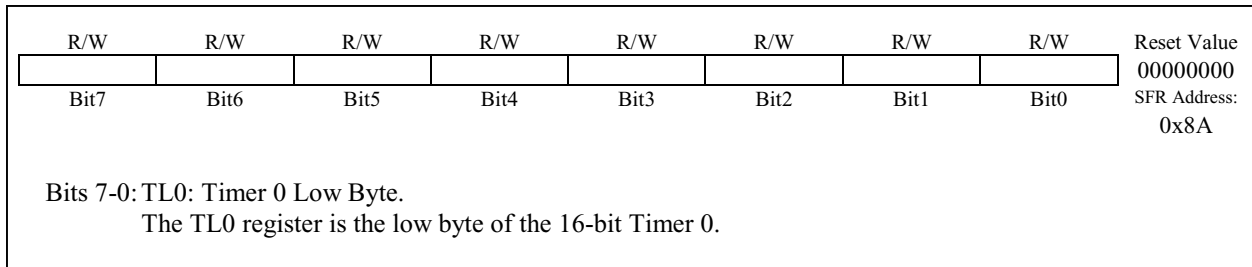 R/W R/W R/W R/W R/W R/W R/W R/W Reset Value
00000000
Bit7 Bit6 Bit5 Bit4 Bit3 Bit2 Bit1 Bit0 SFR Address:
0x8A
Bits 7-0: TL0: Timer 0 Low Byte.
The TL0 register is the low byte of the 16-bit Timer 0.